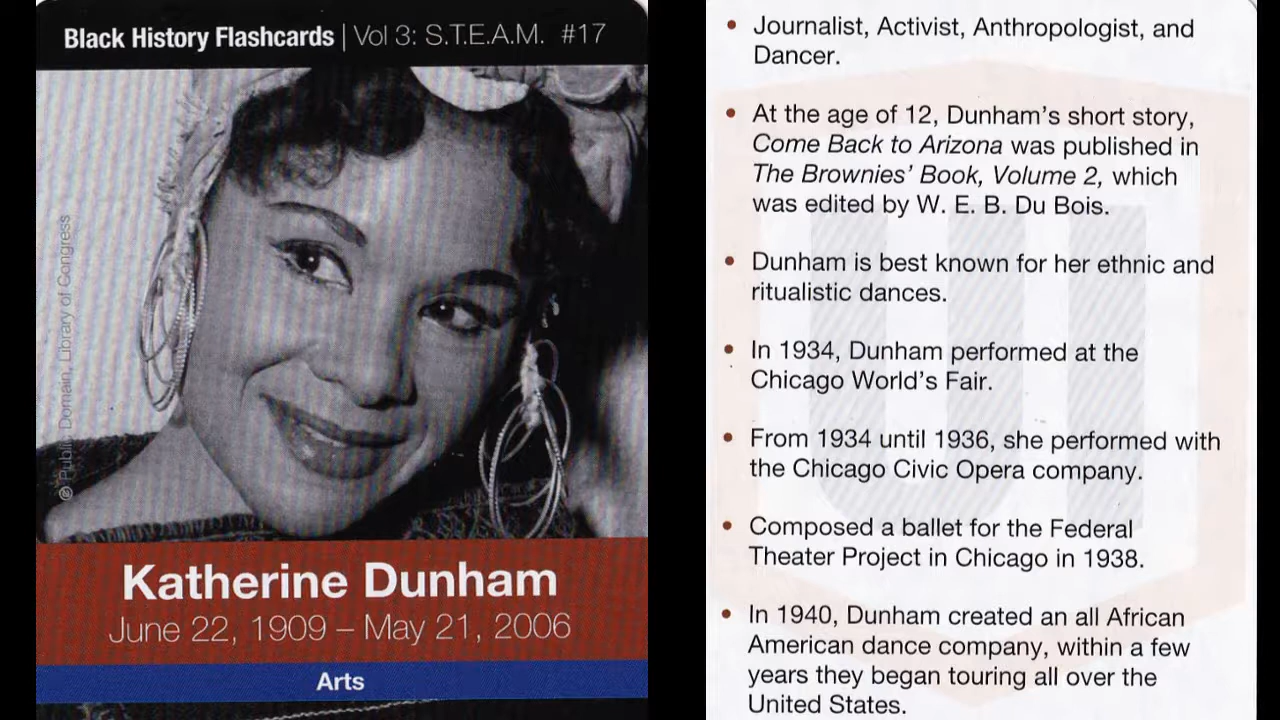 Black History Flashcards | Vol 3: S.T.E.A.M. #17
© Public Domain, Library of Congress
Katherine Dunham
June 22, 1909 – May 21, 2006
Arts
• Journalist, Activist, Anthropologist, and
Dancer.
• At the age of 12, Dunham's short story,
Come Back to Arizona was published in
The Brownies' Book, Volume 2, which
was edited by W. E. B. Du Bois.
• Dunham is best known for her ethnic and
ritualistic dances.
• In 1934, Dunham performed at the
Chicago World's Fair.
• From 1934 until 1936, she performed with
the Chicago Civic Opera company.
• Composed a ballet for the Federal
Theater Project in Chicago in 1938.
• In 1940, Dunham created an all African
American dance company, within a few
years they began touring all over the
United States.